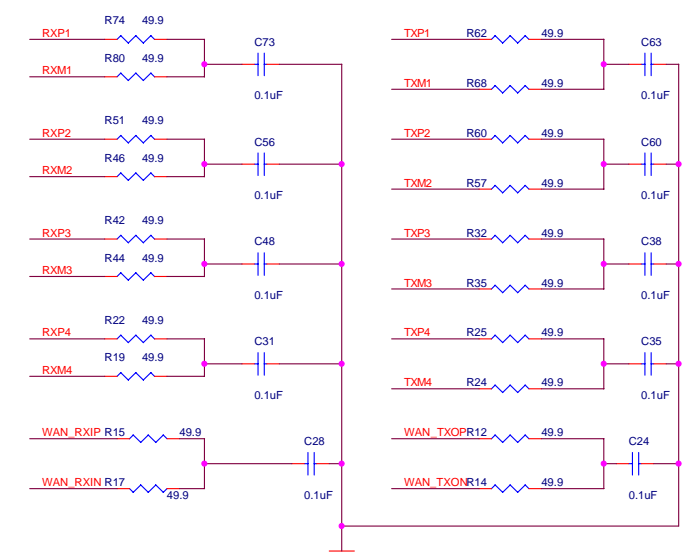 R74 49.9
RXP1
C73
R80 49.9
RXM1
0.1uF
R51 49.9
RXP2
C56
R46 49.9
RXM2
0.1uF
R42 49.9
RXP3
C48
R44 49.9
RXM3
0.1uF
R22 49.9
RXP4
C31
R19 49.9
RXM4
0.1uF
WAN_RXIP R15 49.9
C28
WAN_RXIN R17 49.9
0.1uF
TXP1 R62 49.9
C63
TXM1 R68 49.9
0.1uF
TXP2 R60 49.9
C60
TXM2 R57 49.9
0.1uF
TXP3 R32 49.9
C38
TXM3 R35 49.9
0.1uF
TXP4 R25 49.9
C35
TXM4 R24 49.9
0.1uF
WAN_TXOP R12 49.9
C24
WAN_TXON R14 49.9
0.1uF